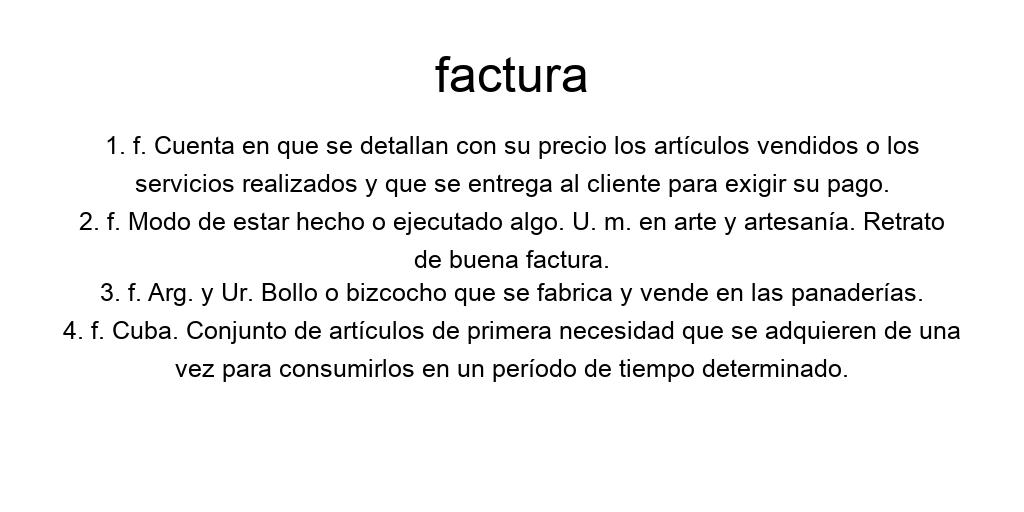 factura
1. f. Cuenta en que se detallan con su precio los artículos vendidos o los
servicios realizados y que se entrega al cliente para exigir su pago.
2. f. Modo de estar hecho o ejecutado algo. U. m. en arte y artesanía. Retrato
de buena factura.
3. f. Arg. y Ur. Bollo o bizcocho que se fabrica y vende en las panaderías.
4. f. Cuba. Conjunto de artículos de primera necesidad que se adquieren de una
vez para consumirlos en un período de tiempo determinado.